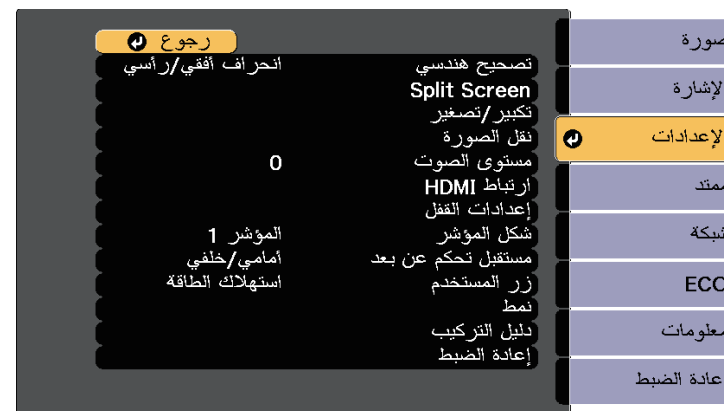 رجوع
تصحيح هندسي انحراف أفقي/رأسي
Split Screen
تكبير/تصغير
نقل الصورة
مستوى الصوت 0
ارتباط HDMI
إعدادات القفل
شكل المؤشر المؤشر 1
مستقبل تحكم عن بعد أمامي/خلفي
زر المستخدم استهلاك الطاقة
نمط
دليل التركيب
إعادة الضبط
صورة
الإشارة
الإعدادات
ممتد
شبكة
ECO
معلومات
إعادة الضبط